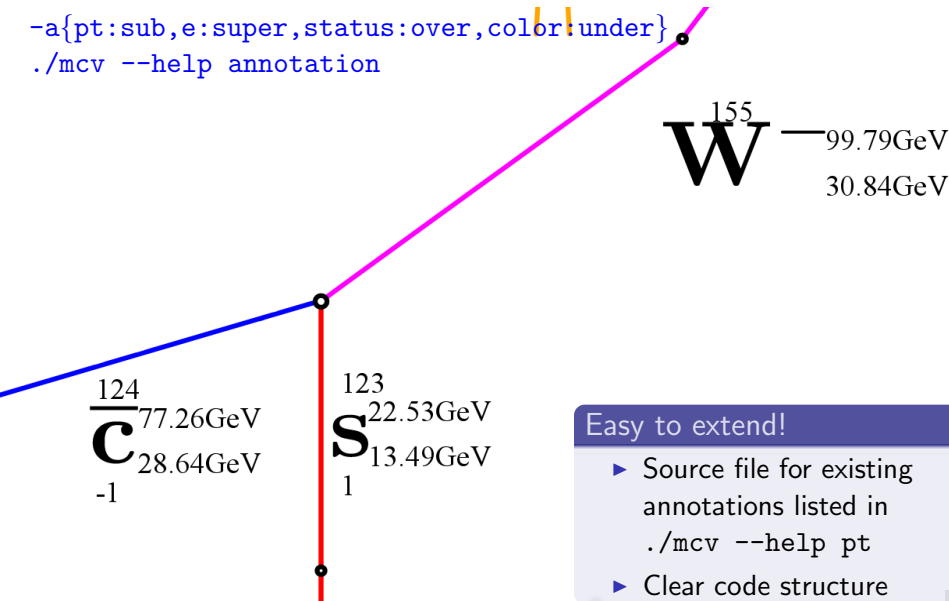 -a{pt:sub,e:super,status:over,color:under}
./mcv --help annotation
155
W
99.79GeV
30.84GeV
124
c
77.26GeV
28.64GeV
-1
123
s
22.53GeV
13.49GeV
1
Easy to extend!
Source file for existing
annotations listed in
./mcv --help pt
Clear code structure